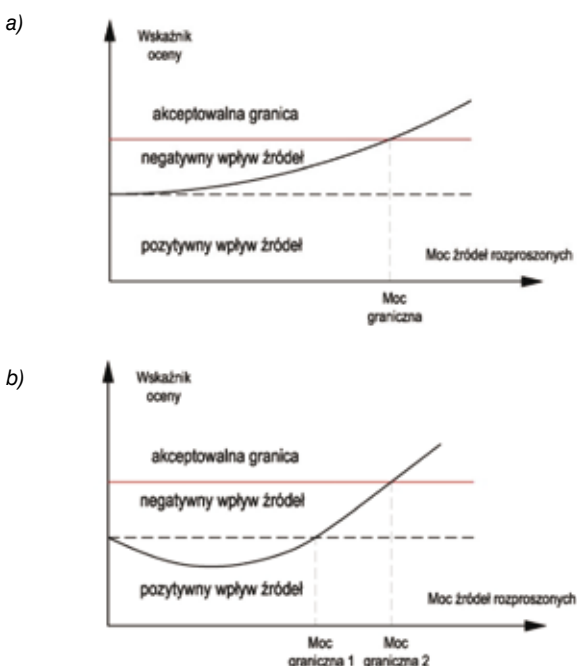 a)
Wskaźnik
oceny
akceptowalna granica
negatywny wpływ źródeł
pozytywny wpływ źródeł
Moc źródeł rozproszonych
Moc
graniczna
b)
Wskaźnik
oceny
akceptowalna granica
negatywny wpływ źródeł
pozytywny wpływ źródeł
Moc źródeł rozproszonych
Moc Moc
graniczna 1 graniczna 2